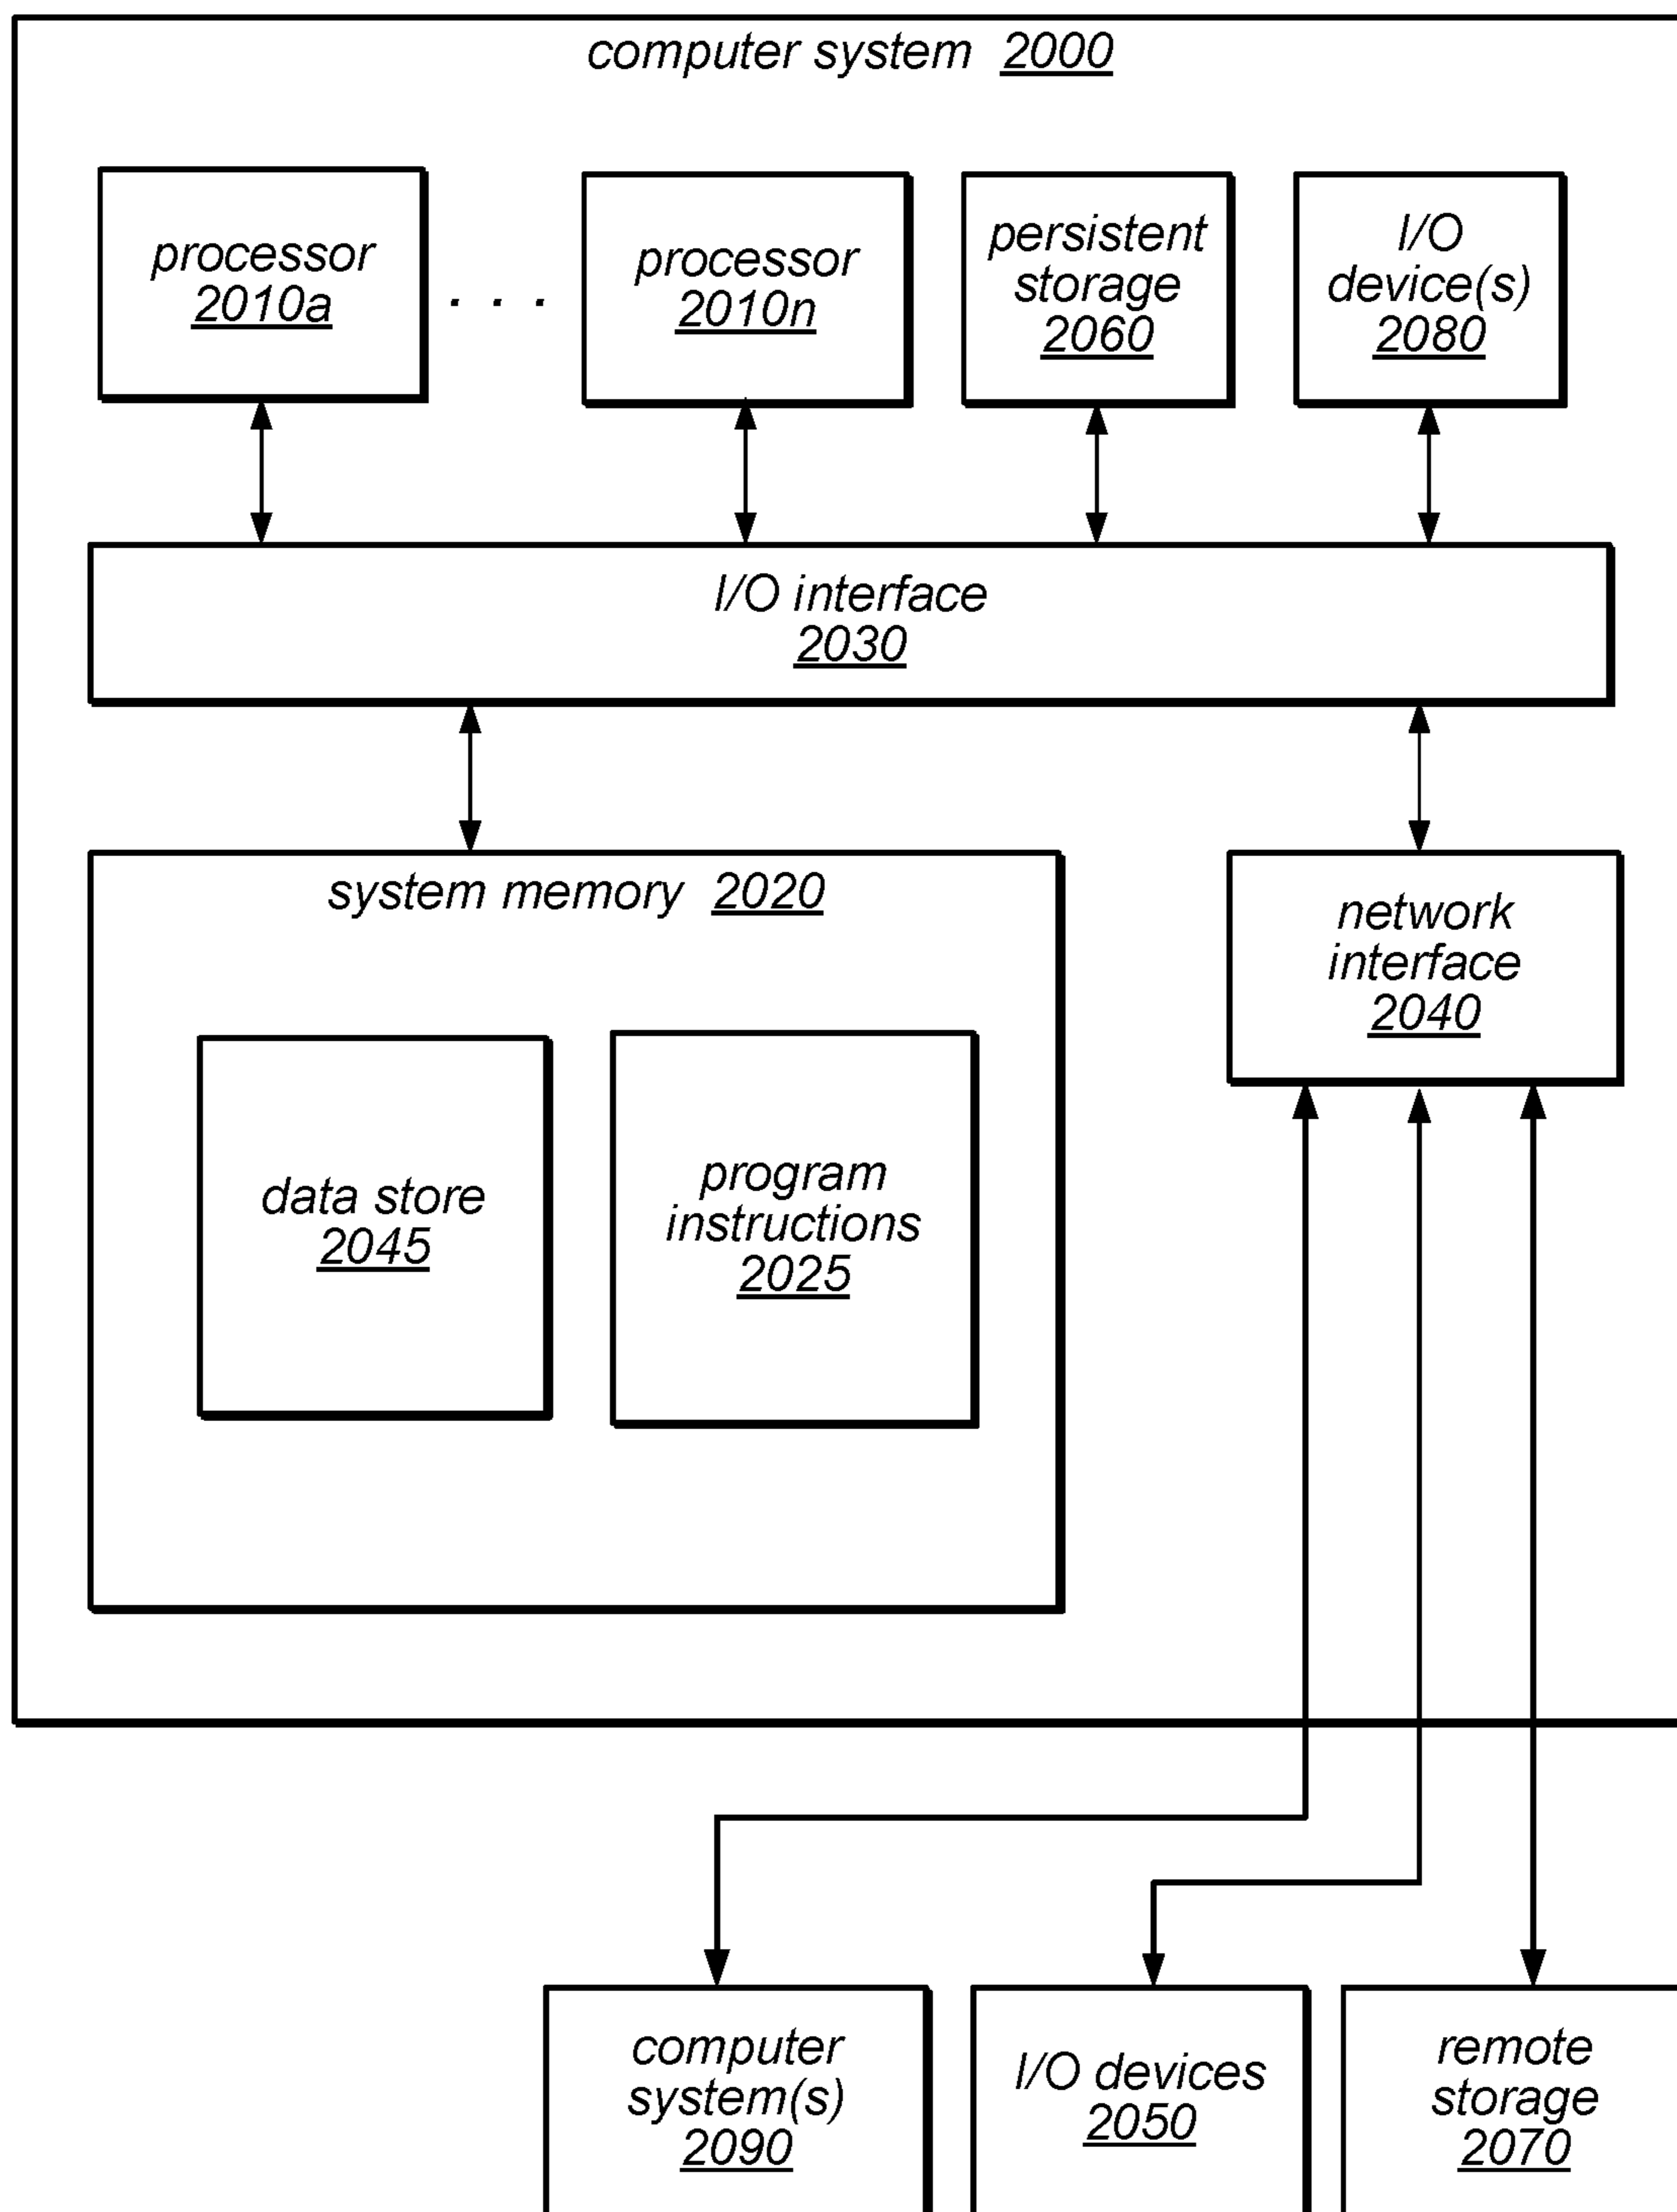 computer system 2000
processor
2010a
. . .
processor
2010n
persistent
storage
2060
I/O
device(s)
2080
I/O interface
2030
system memory 2020
data store
2045
program
instructions
2025
network
interface
2040
computer
system(s)
2090
I/O devices
2050
remote
storage
2070